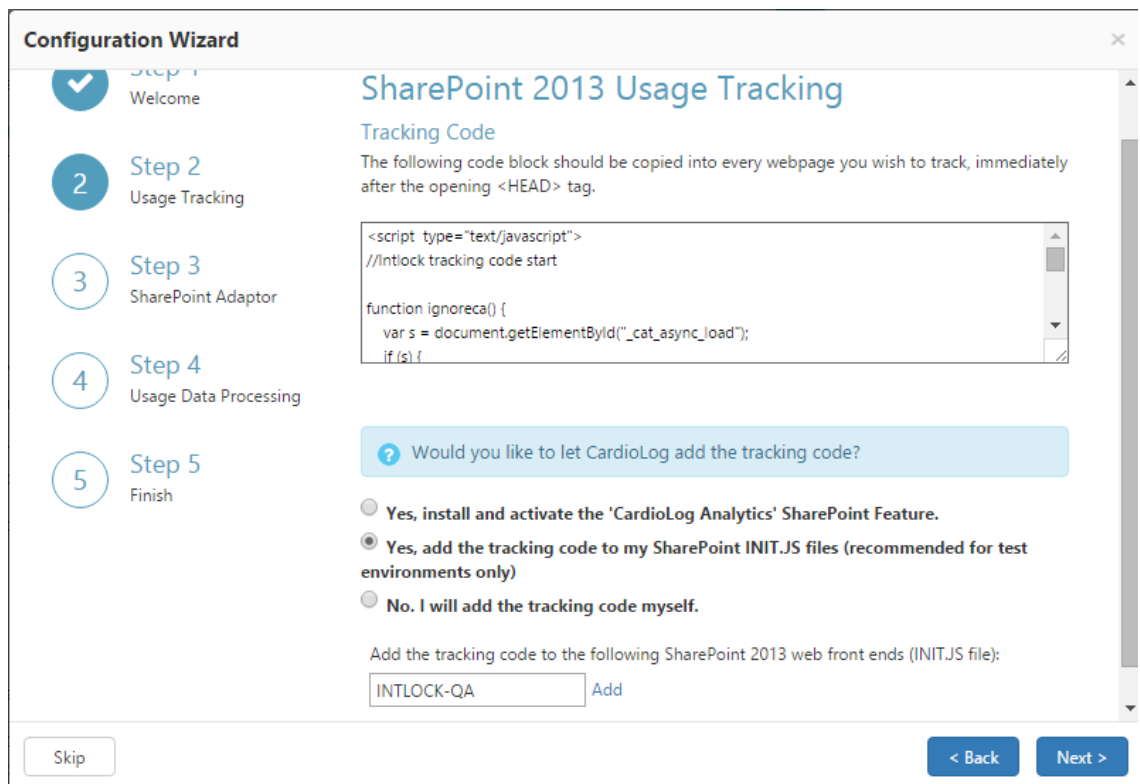 Configuration Wizard
×
Step 1
Welcome
2
Step 2
Usage Tracking
3
Step 3
SharePoint Adaptor
4
Step 4
Usage Data Processing
5
Step 5
Finish
SharePoint 2013 Usage Tracking
Tracking Code
The following code block should be copied into every webpage you wish to track, immediately
after the opening <HEAD> tag.
<script type="text/javascript">
//Intlock tracking code start
function ignoreca() {
var s = document.getElementById("_cat_async_load");
if (s) {
? Would you like to let CardioLog add the tracking code?
Yes, install and activate the 'CardioLog Analytics' SharePoint Feature.
Yes, add the tracking code to my SharePoint INIT.JS files (recommended for test
environments only)
No. I will add the tracking code myself.
Add the tracking code to the following SharePoint 2013 web front ends (INIT.JS file):
INTLOCK-QA Add
Skip
< Back
Next >